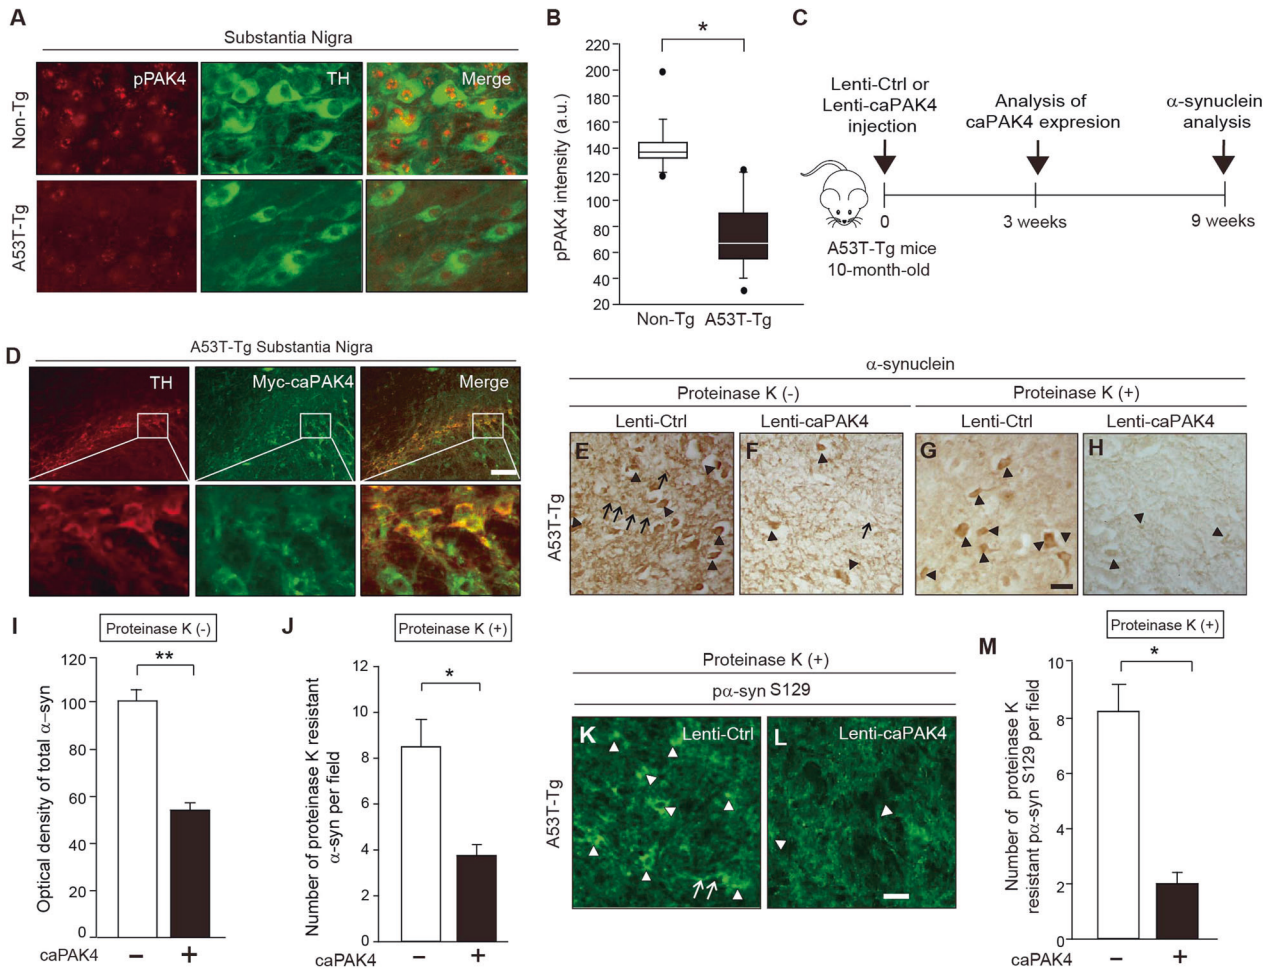 A
Substantia Nigra
pPAK4
TH
Merge
Non-Tg
A53T-Tg
B
*
pPAK4 intensity (a.u.)
220
200
180
160
140
120
100
80
60
40
20
Non-Tg
A53T-Tg
C
Lenti-Ctrl or
Lenti-caPAK4
injection
Analysis of
caPAK4 expresion
α-synuclein
analysis
0
3 weeks
9 weeks
A53T-Tg mice
10-month-old
D
A53T-Tg Substantia Nigra
TH
Myc-caPAK4
Merge
α-synuclein
Proteinase K (-)
Proteinase K (+)
Lenti-Ctrl
Lenti-caPAK4
Lenti-Ctrl
Lenti-caPAK4
A53T-Tg
E
F
G
H
I
Proteinase K (-)
**
Optical density of total α-syn
120
100
80
60
40
20
0
caPAK4
−
+
J
Proteinase K (+)
*
Number of proteinase K resistant
α-syn per field
12
10
8
6
4
2
0
caPAK4
−
+
Proteinase K (+)
pα-syn S129
A53T-Tg
K
Lenti-Ctrl
L
Lenti-caPAK4
M
Proteinase K (+)
*
Number of proteinase K
resistant pα-syn S129 per field
10
8
6
4
2
0
caPAK4
−
+